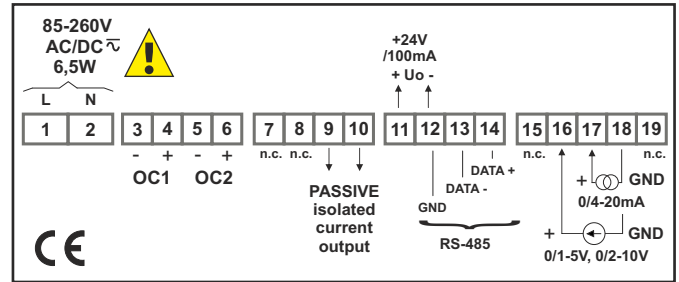 85-260V
AC/DC
6,5W
+24V
/100mA
+ Uo -
L N
1 2 3 4 5 6 7 8 9 10 11 12 13 14 15 16 17 18 19
- + - + n.c. n.c. n.c. n.c.
OC1 OC2
PASSIVE
isolated
current
output
DATA +
DATA -
GND
RS-485
+ GND
0/4-20mA
+ GND
0/1-5V, 0/2-10V
CE